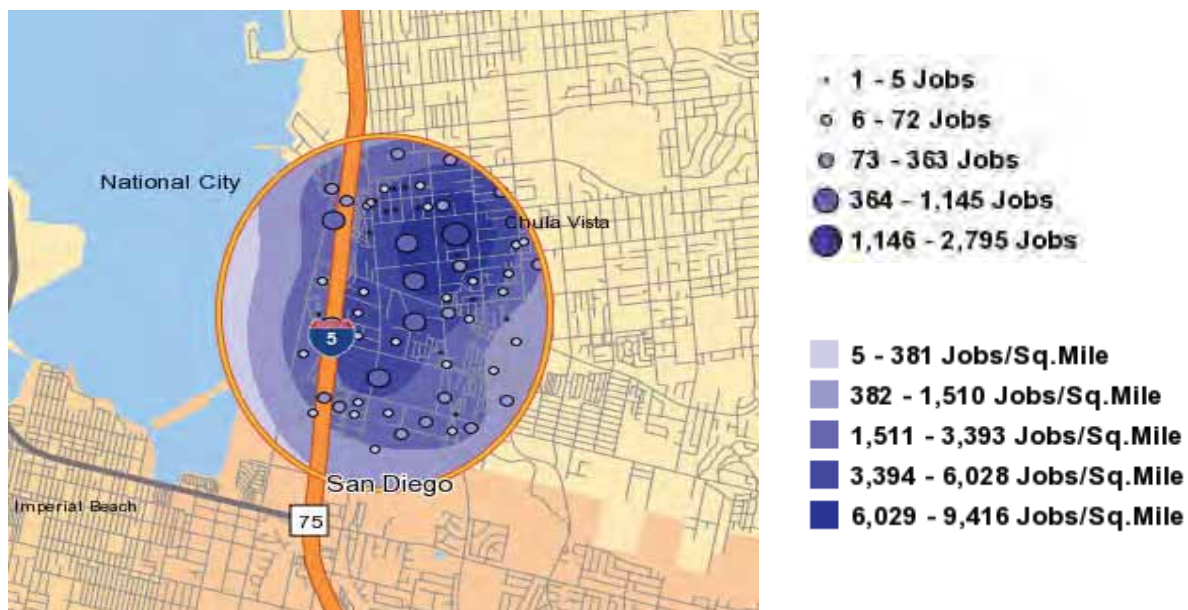 National City
Chula Vista
5
San Diego
Imperial Beach
75
1 - 5 Jobs
6 - 72 Jobs
73 - 363 Jobs
364 - 1,145 Jobs
1,146 - 2,795 Jobs
5 - 381 Jobs/Sq.Mile
382 - 1,510 Jobs/Sq.Mile
1,511 - 3,393 Jobs/Sq.Mile
3,394 - 6,028 Jobs/Sq.Mile
6,029 - 9,416 Jobs/Sq.Mile